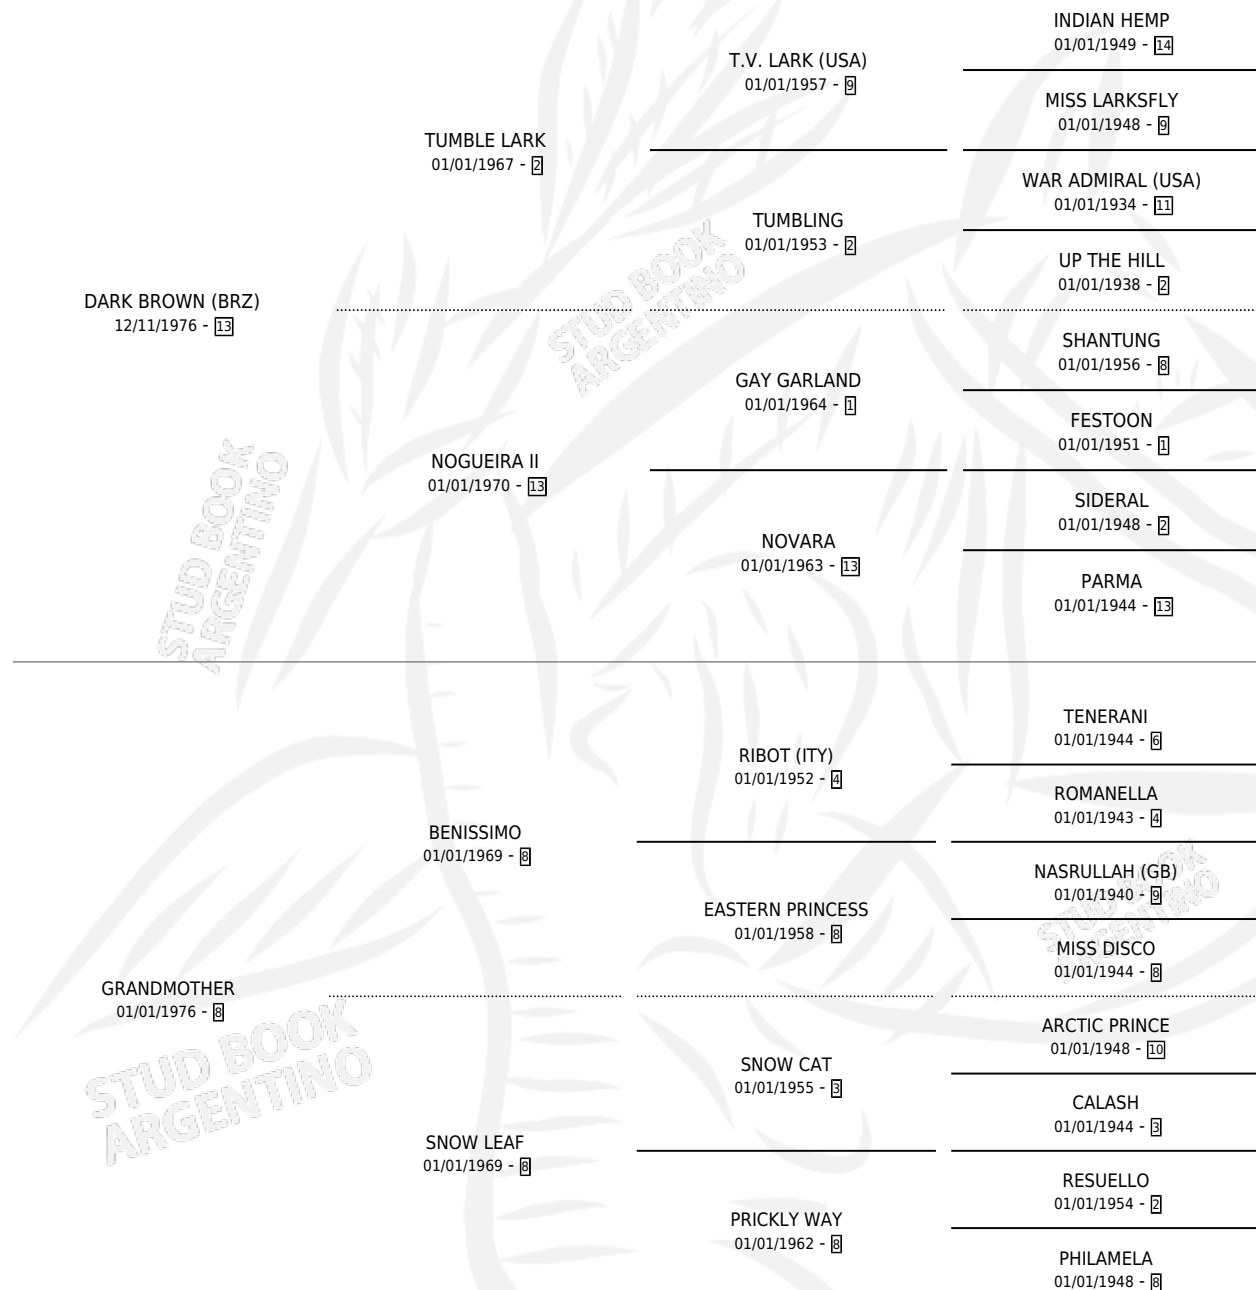 INDIAN HEMP
01/01/1949 - 14
T.V. LARK (USA)
01/01/1957 - 9
MISS LARKSFLY
01/01/1948 - 9
TUMBLE LARK
01/01/1967 - 2
WAR ADMIRAL (USA)
01/01/1934 - 11
TUMBLING
01/01/1953 - 2
UP THE HILL
01/01/1938 - 2
DARK BROWN (BRZ)
12/11/1976 - 13
SHANTUNG
01/01/1956 - 8
GAY GARLAND
01/01/1964 - 1
FESTOON
01/01/1951 - 1
NOGUEIRA II
01/01/1970 - 13
SIDERAL
01/01/1948 - 2
NOVARA
01/01/1963 - 13
PARMA
01/01/1944 - 13
TENERANI
01/01/1944 - 6
RIBOT (ITY)
01/01/1952 - 4
ROMANELLA
01/01/1943 - 4
BENISSIMO
01/01/1969 - 8
NASRULLAH (GB)
01/01/1940 - 9
EASTERN PRINCESS
01/01/1958 - 8
MISS DISCO
01/01/1944 - 8
GRANDMOTHER
01/01/1976 - 8
ARCTIC PRINCE
01/01/1948 - 10
SNOW CAT
01/01/1955 - 3
CALASH
01/01/1944 - 3
SNOW LEAF
01/01/1969 - 8
RESUELLO
01/01/1954 - 2
PRICKLY WAY
01/01/1962 - 8
PHILAMELA
01/01/1948 - 8
STUD BOOK
ARGENTINO
STUD BOOK
ARGENTINO
STUD BOOK
ARGENTINO
STUD BOOK
ARGENTINO